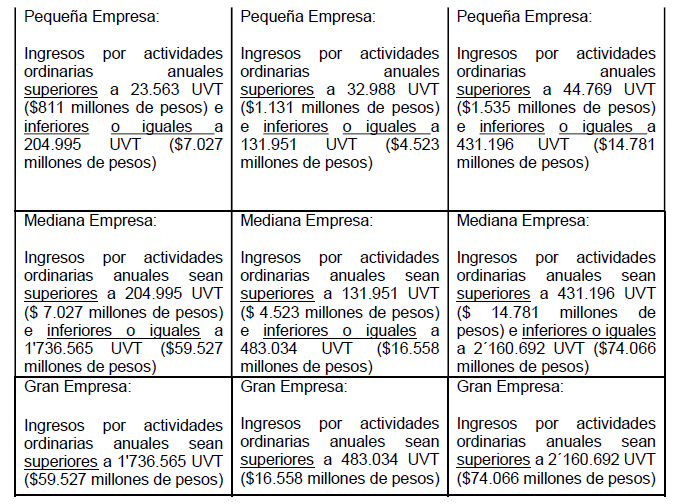 Pequeña Empresa:
Ingresos por actividades
ordinarias anuales
superiores a 23.563 UVT
($811 millones de pesos) e
inferiores o iguales a
204.995 UVT ($7.027
millones de pesos)
Pequeña Empresa:
Ingresos por actividades
ordinarias anuales
superiores a 32.988 UVT
($1.131 millones de pesos)
e inferiores o iguales a
131.951 UVT ($4.523
millones de pesos)
Pequeña Empresa:
Ingresos por actividades
ordinarias anuales
superiores a 44.769 UVT
($1.535 millones de pesos)
e inferiores o iguales a
431.196 UVT ($14.781
millones de pesos)
Mediana Empresa:
Ingresos por actividades
ordinarias anuales sean
superiores a 204.995 UVT
($ 7.027 millones de pesos)
e inferiores o iguales a
1'736.565 UVT ($59.527
millones de pesos)
Mediana Empresa:
Ingresos por actividades
ordinarias anuales sean
superiores a 131.951 UVT
($ 4.523 millones de pesos)
e inferiores o iguales a
483.034 UVT ($16.558
millones de pesos)
Mediana Empresa:
Ingresos por actividades
ordinarias anuales sean
superiores a 431.196 UVT
($ 14.781 millones de
pesos) e inferiores o iguales
a 2´160.692 UVT ($74.066
millones de pesos)
Gran Empresa:
Ingresos por actividades
ordinarias anuales sean
superiores a 1'736.565 UVT
($59.527 millones de pesos)
Gran Empresa:
Ingresos por actividades
ordinarias anuales sean
superiores a 483.034 UVT
($16.558 millones de pesos)
Gran Empresa:
Ingresos por actividades
ordinarias anuales sean
superiores a 2´160.692 UVT
($74.066 millones de pesos)